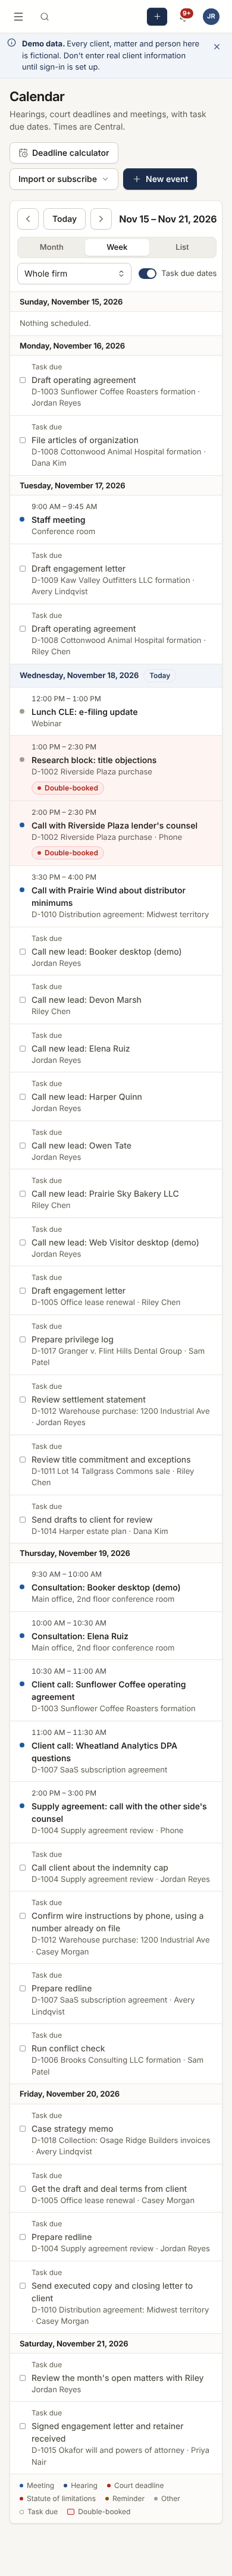 9+
JR
Demo data. Every client, matter and person here
is fictional. Don't enter real client information
until sign-in is set up.
Calendar
Hearings, court deadlines and meetings, with task
due dates. Times are Central.
Deadline calculator
Import or subscribe
New event
Today
Nov 15 – Nov 21, 2026
Month
Week
List
Whole firm
Task due dates
Sunday, November 15, 2026
Nothing scheduled.
Monday, November 16, 2026
Task due
Draft operating agreement
D-1003 Sunflower Coffee Roasters formation ·
Jordan Reyes
Task due
File articles of organization
D-1008 Cottonwood Animal Hospital formation ·
Dana Kim
Tuesday, November 17, 2026
9:00 AM – 9:45 AM
Staff meeting
Conference room
Task due
Draft engagement letter
D-1009 Kaw Valley Outfitters LLC formation ·
Avery Lindqvist
Task due
Draft operating agreement
D-1008 Cottonwood Animal Hospital formation ·
Riley Chen
Wednesday, November 18, 2026 Today
12:00 PM – 1:00 PM
Lunch CLE: e-filing update
Webinar
1:00 PM – 2:30 PM
Research block: title objections
D-1002 Riverside Plaza purchase
Double-booked
2:00 PM – 2:30 PM
Call with Riverside Plaza lender's counsel
D-1002 Riverside Plaza purchase · Phone
Double-booked
3:30 PM – 4:00 PM
Call with Prairie Wind about distributor
minimums
D-1010 Distribution agreement: Midwest territory
Task due
Call new lead: Booker desktop (demo)
Jordan Reyes
Task due
Call new lead: Devon Marsh
Riley Chen
Task due
Call new lead: Elena Ruiz
Jordan Reyes
Task due
Call new lead: Harper Quinn
Jordan Reyes
Task due
Call new lead: Owen Tate
Jordan Reyes
Task due
Call new lead: Prairie Sky Bakery LLC
Riley Chen
Task due
Call new lead: Web Visitor desktop (demo)
Jordan Reyes
Task due
Draft engagement letter
D-1005 Office lease renewal · Riley Chen
Task due
Prepare privilege log
D-1017 Granger v. Flint Hills Dental Group · Sam
Patel
Task due
Review settlement statement
D-1012 Warehouse purchase: 1200 Industrial Ave
· Jordan Reyes
Task due
Review title commitment and exceptions
D-1011 Lot 14 Tallgrass Commons sale · Riley
Chen
Task due
Send drafts to client for review
D-1014 Harper estate plan · Dana Kim
Thursday, November 19, 2026
9:30 AM – 10:00 AM
Consultation: Booker desktop (demo)
Main office, 2nd floor conference room
10:00 AM – 10:30 AM
Consultation: Elena Ruiz
Main office, 2nd floor conference room
10:30 AM – 11:00 AM
Client call: Sunflower Coffee operating
agreement
D-1003 Sunflower Coffee Roasters formation
11:00 AM – 11:30 AM
Client call: Wheatland Analytics DPA
questions
D-1007 SaaS subscription agreement
2:00 PM – 3:00 PM
Supply agreement: call with the other side's
counsel
D-1004 Supply agreement review · Phone
Task due
Call client about the indemnity cap
D-1004 Supply agreement review · Jordan Reyes
Task due
Confirm wire instructions by phone, using a
number already on file
D-1012 Warehouse purchase: 1200 Industrial Ave
· Casey Morgan
Task due
Prepare redline
D-1007 SaaS subscription agreement · Avery
Lindqvist
Task due
Run conflict check
D-1006 Brooks Consulting LLC formation · Sam
Patel
Friday, November 20, 2026
Task due
Case strategy memo
D-1018 Collection: Osage Ridge Builders invoices
· Avery Lindqvist
Task due
Get the draft and deal terms from client
D-1005 Office lease renewal · Casey Morgan
Task due
Prepare redline
D-1004 Supply agreement review · Jordan Reyes
Task due
Send executed copy and closing letter to
client
D-1010 Distribution agreement: Midwest territory
· Casey Morgan
Saturday, November 21, 2026
Task due
Review the month's open matters with Riley
Jordan Reyes
Task due
Signed engagement letter and retainer
received
D-1015 Okafor will and powers of attorney · Priya
Nair
Meeting Hearing Court deadline
Statute of limitations Reminder Other
Task due Double-booked